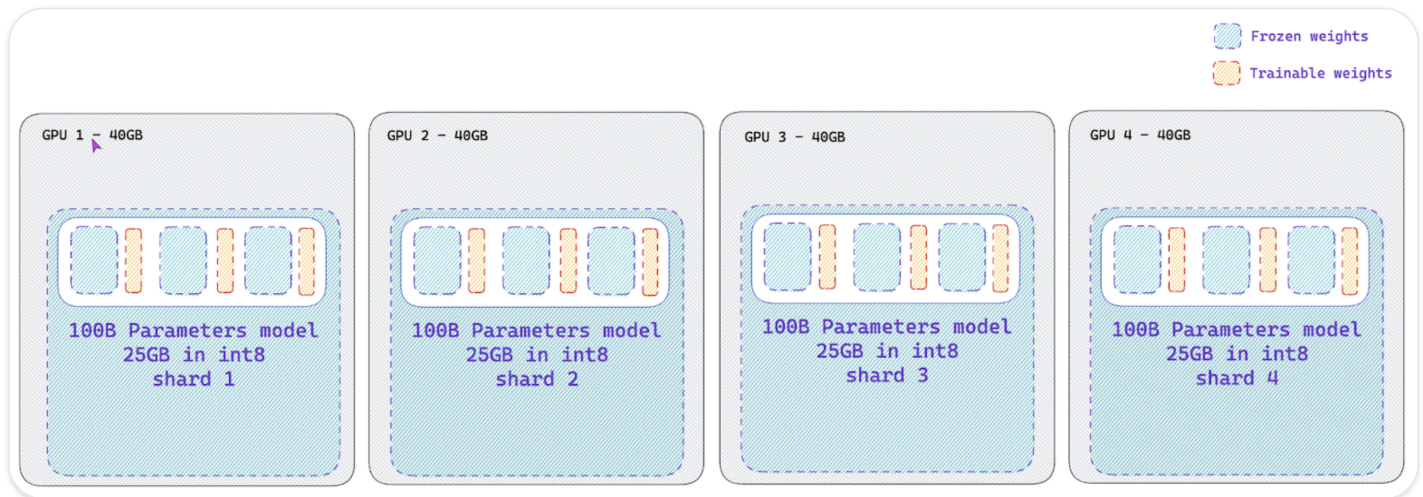 Frozen weights
Trainable weights
GPU 1 - 40GB
100B Parameters model
25GB in int8
shard 1
GPU 2 - 40GB
100B Parameters model
25GB in int8
shard 2
GPU 3 - 40GB
100B Parameters model
25GB in int8
shard 3
GPU 4 - 40GB
100B Parameters model
25GB in int8
shard 4